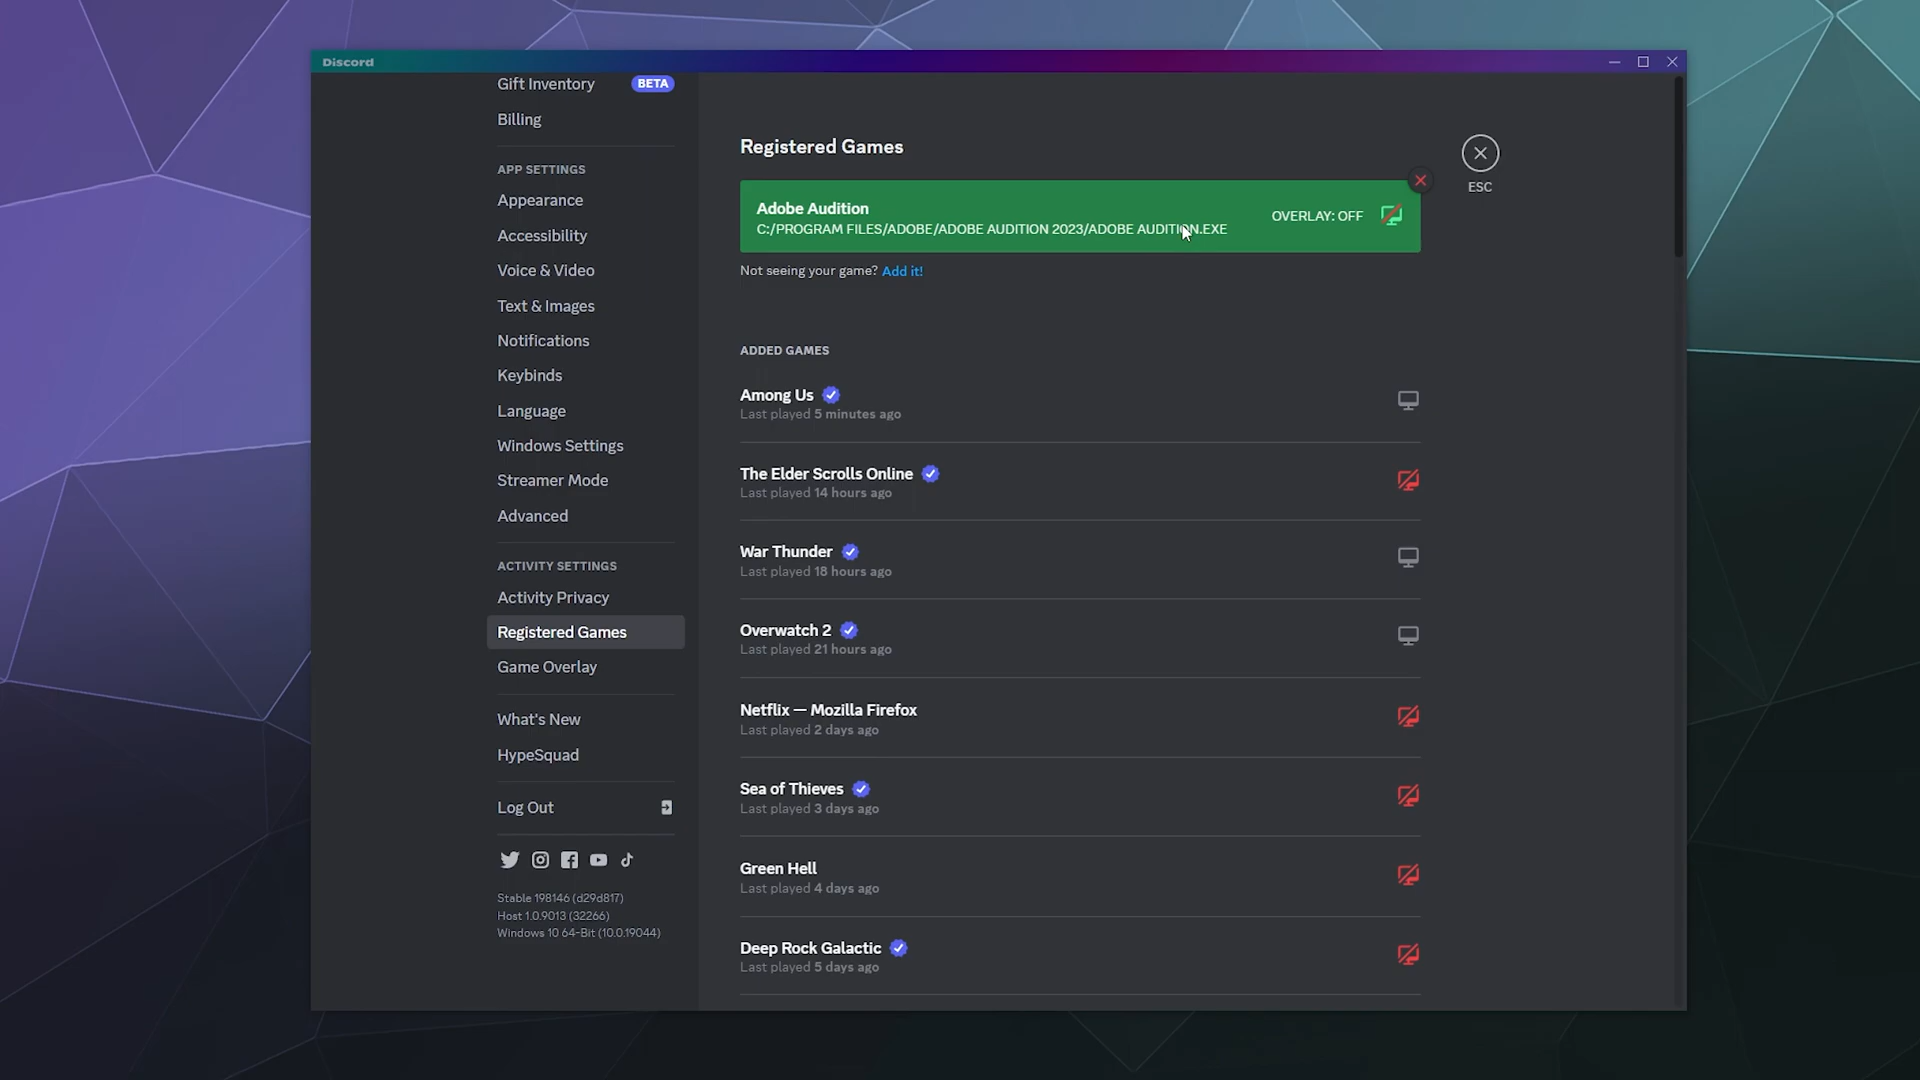 Discord
Gift Inventory BETA
Billing
APP SETTINGS
Appearance
Accessibility
Voice & Video
Text & Images
Notifications
Keybinds
Language
Windows Settings
Streamer Mode
Advanced
ACTIVITY SETTINGS
Activity Privacy
Registered Games
Game Overlay
What's New
HypeSquad
Log Out
Stable 198146 (d29d817)
Host 1.0.9013 (32266)
Windows 10 64-Bit (10.0.19044)
Registered Games
ESC
Adobe Audition
C:/PROGRAM FILES/ADOBE/ADOBE AUDITION 2023/ADOBE AUDITION.EXE
OVERLAY: OFF
Not seeing your game? Add it!
ADDED GAMES
Among Us
Last played 5 minutes ago
The Elder Scrolls Online
Last played 14 hours ago
War Thunder
Last played 18 hours ago
Overwatch 2
Last played 21 hours ago
Netflix — Mozilla Firefox
Last played 2 days ago
Sea of Thieves
Last played 3 days ago
Green Hell
Last played 4 days ago
Deep Rock Galactic
Last played 5 days ago